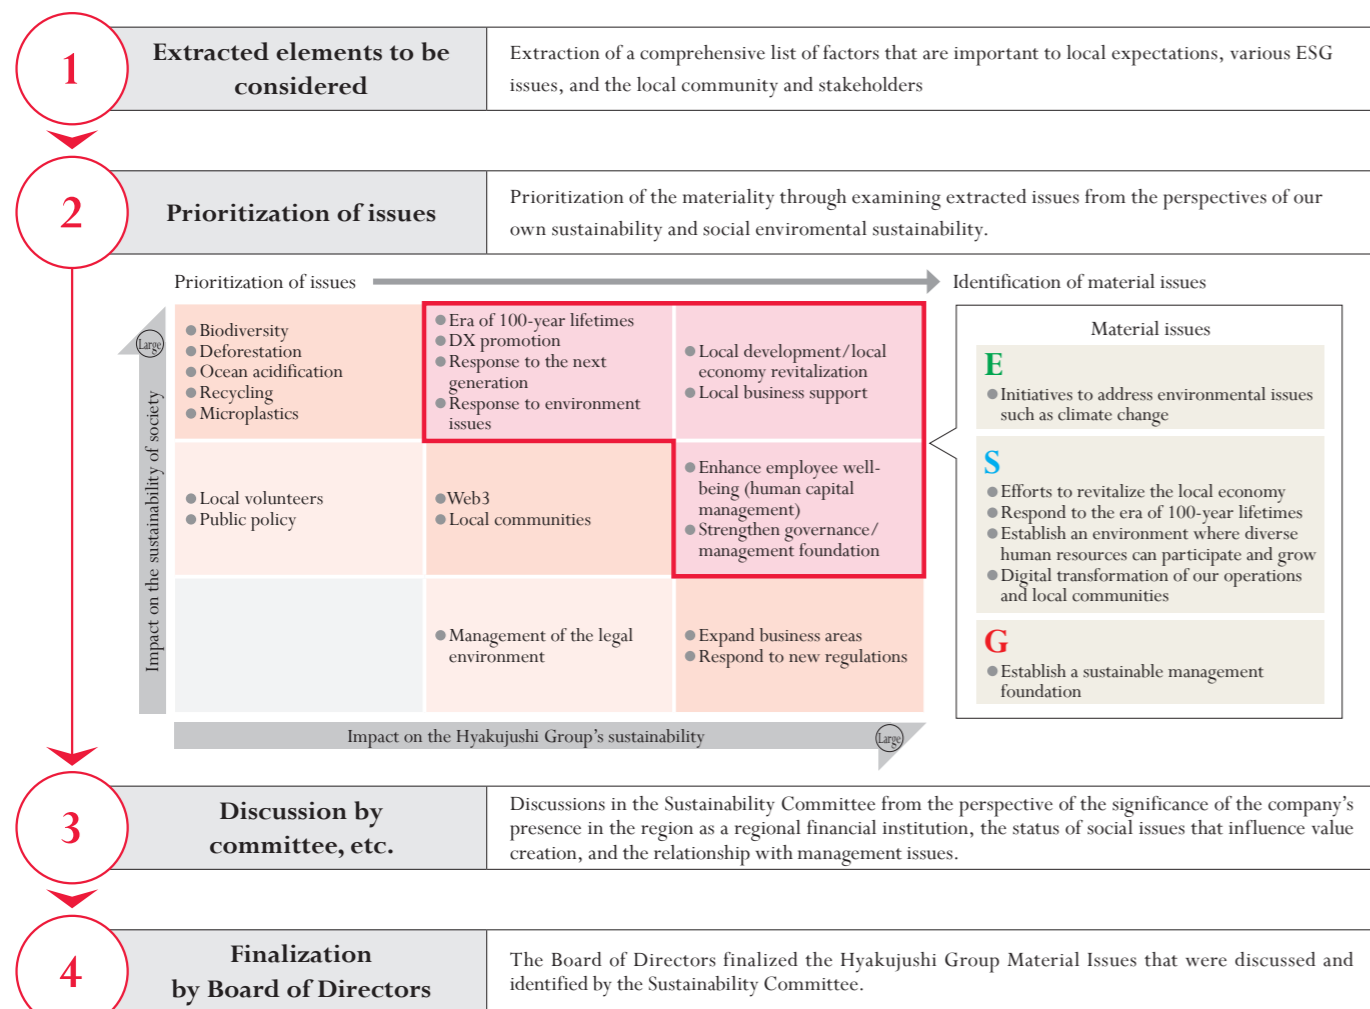 1
Extracted elements to be
considered
Extraction of a comprehensive list of factors that are important to local expectations, various ESG
issues, and the local community and stakeholders
2
Prioritization of issues
Prioritization of the materiality through examining extracted issues from the perspectives of our
own sustainability and social enviromental sustainability.
Prioritization of issues
Identification of material issues
Large
Impact on the sustainability of society
● Biodiversity
● Deforestation
● Ocean acidification
● Recycling
● Microplastics
● Era of 100-year lifetimes
● DX promotion
● Response to the next
generation
● Response to environment
issues
● Local development/local
economy revitalization
● Local business support
● Local volunteers
● Public policy
● Web3
● Local communities
● Enhance employee well-
being (human capital
management)
● Strengthen governance/
management foundation
● Management of the legal
environment
● Expand business areas
● Respond to new regulations
Impact on the Hyakujushi Group's sustainability
Large
Material issues
E
● Initiatives to address environmental issues
such as climate change
S
● Efforts to revitalize the local economy
● Respond to the era of 100-year lifetimes
● Establish an environment where diverse
human resources can participate and grow
● Digital transformation of our operations
and local communities
G
● Establish a sustainable management
foundation
3
Discussion by
committee, etc.
Discussions in the Sustainability Committee from the perspective of the significance of the company's
presence in the region as a regional financial institution, the status of social issues that influence value
creation, and the relationship with management issues.
4
Finalization
by Board of Directors
The Board of Directors finalized the Hyakujushi Group Material Issues that were discussed and
identified by the Sustainability Committee.